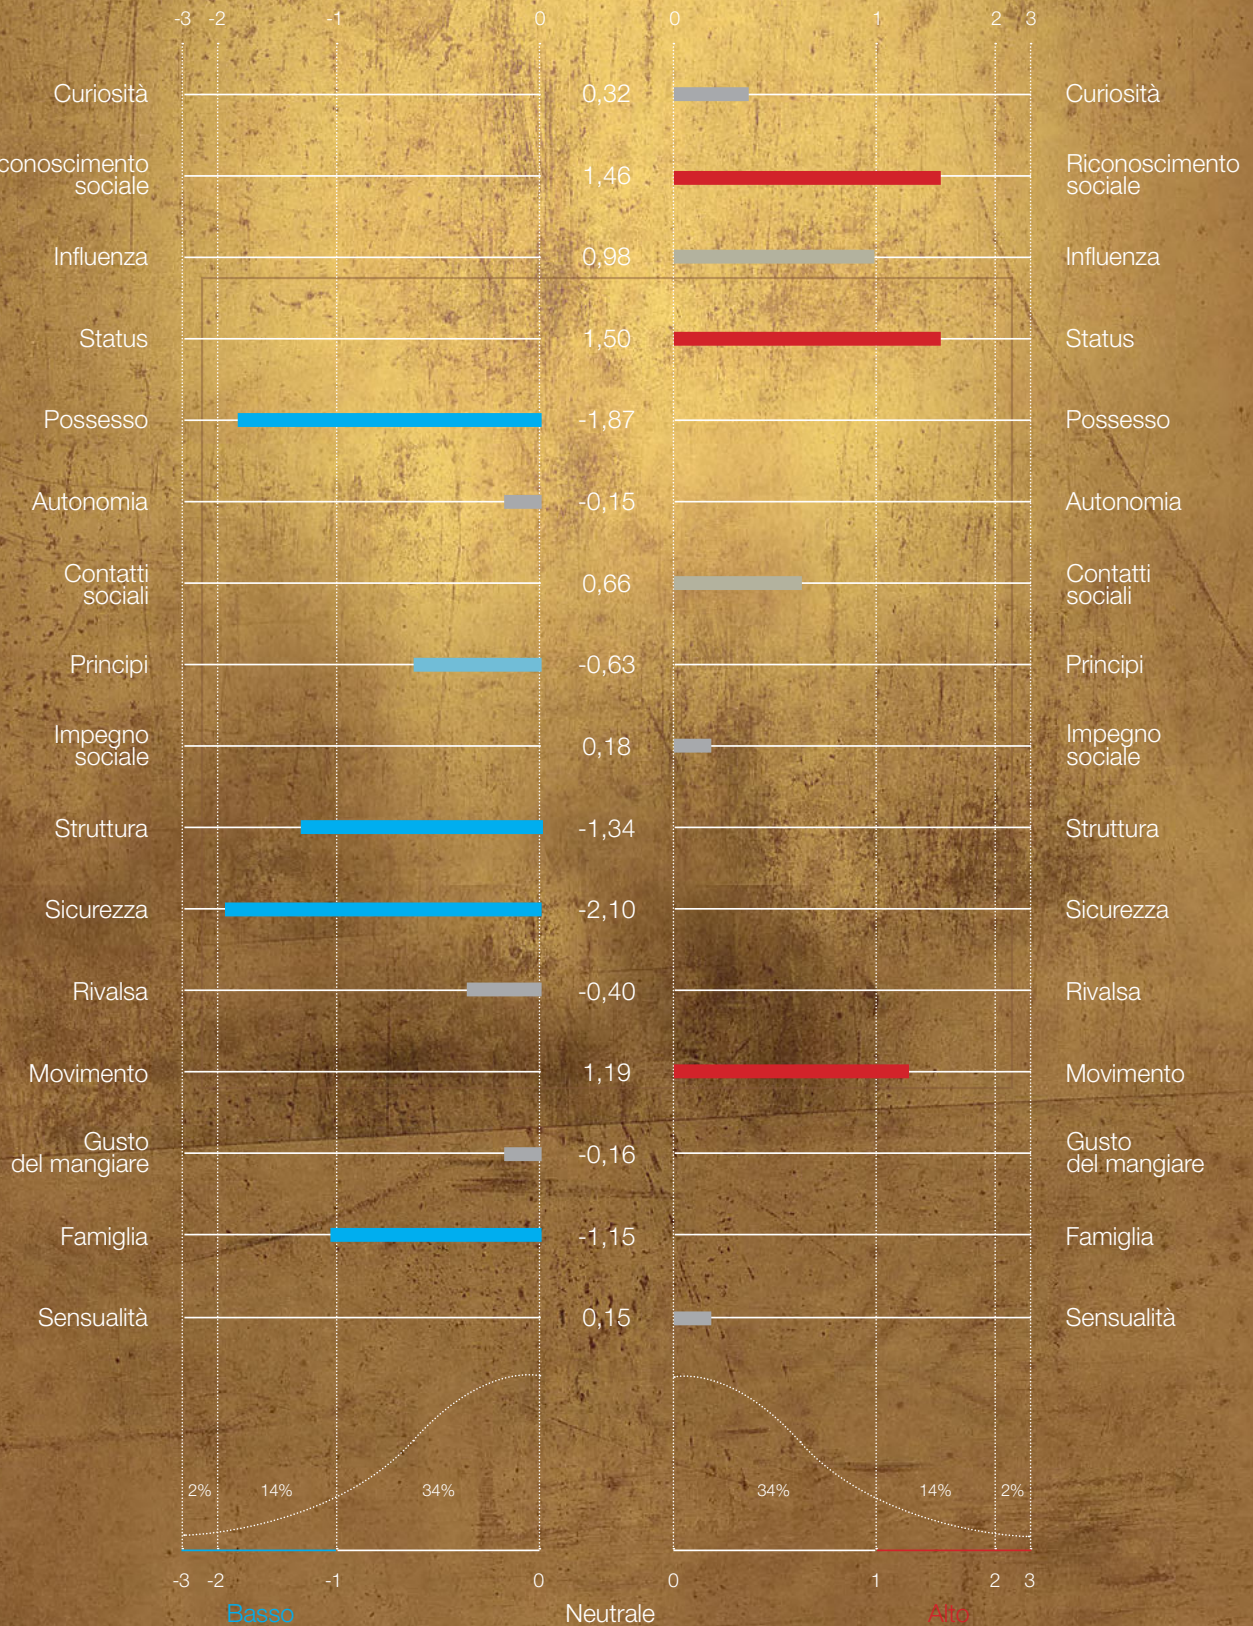 -3 -2 -1 0 0 1 2 3
Curiosità 0,32 Curiosità
conoscimento Riconoscimento
sociale 1,46 sociale
Influenza 0,98 Influenza
Status 1,50 Status
Possesso -1,87 Possesso
Autonomia -0,15 Autonomia
Contatti Contatti
sociali 0,66 sociali
Principi -0,63 Principi
Impegno Impegno
sociale 0,18 sociale
Struttura -1,34 Struttura
Sicurezza -2,10 Sicurezza
Rivalsa -0,40 Rivalsa
Movimento 1,19 Movimento
Gusto Gusto
del mangiare -0,16 del mangiare
Famiglia -1,15 Famiglia
Sensualità 0,15 Sensualità
2% 14% 34% 34% 14% 2%
-3 -2 -1 0 0 1 2 3
Basso Neutrale Alto